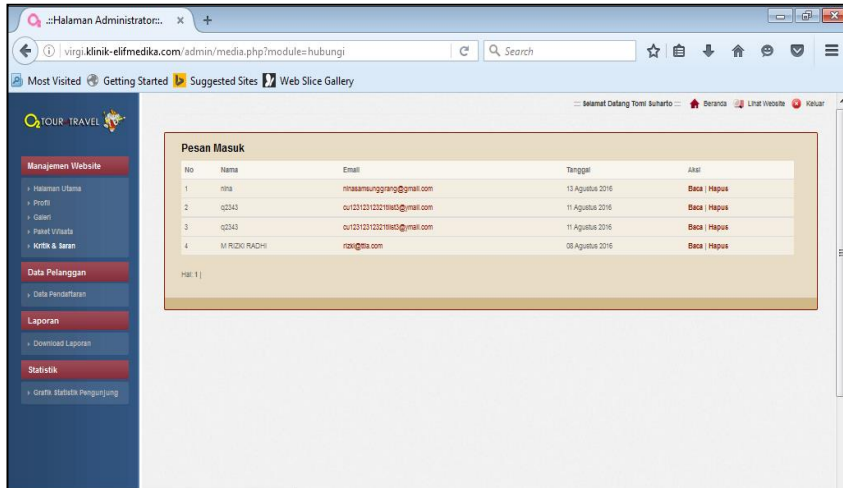 .::Halaman Administrator::. × +
virgi.klinik-elifmedika.com/admin/media.php?module=hubungi
Search
Most Visited Getting Started Suggested Sites Web Slice Gallery
::: Selamat Datang Tomi Suharto ::: Beranda Lihat Website Keluar
O2 TOUR TRAVEL
Manajemen Website
Halaman Utama
Profil
Galeri
Paket Wisata
Kritik & Saran
Data Pelanggan
Data Pendaftaran
Laporan
Download Laporan
Statistik
Grafik Statistik Pengunjung
Pesan Masuk
No Nama Email Tanggal Aksi
1 nina ninasamsunggrang@gmail.com 13 Agustus 2016 Baca | Hapus
2 q2343 11 Agustus 2016 Baca | Hapus
3 q2343 11 Agustus 2016 Baca | Hapus
4 M RIZKI RADHI 08 Agustus 2016 Baca | Hapus
Hal: 1 |